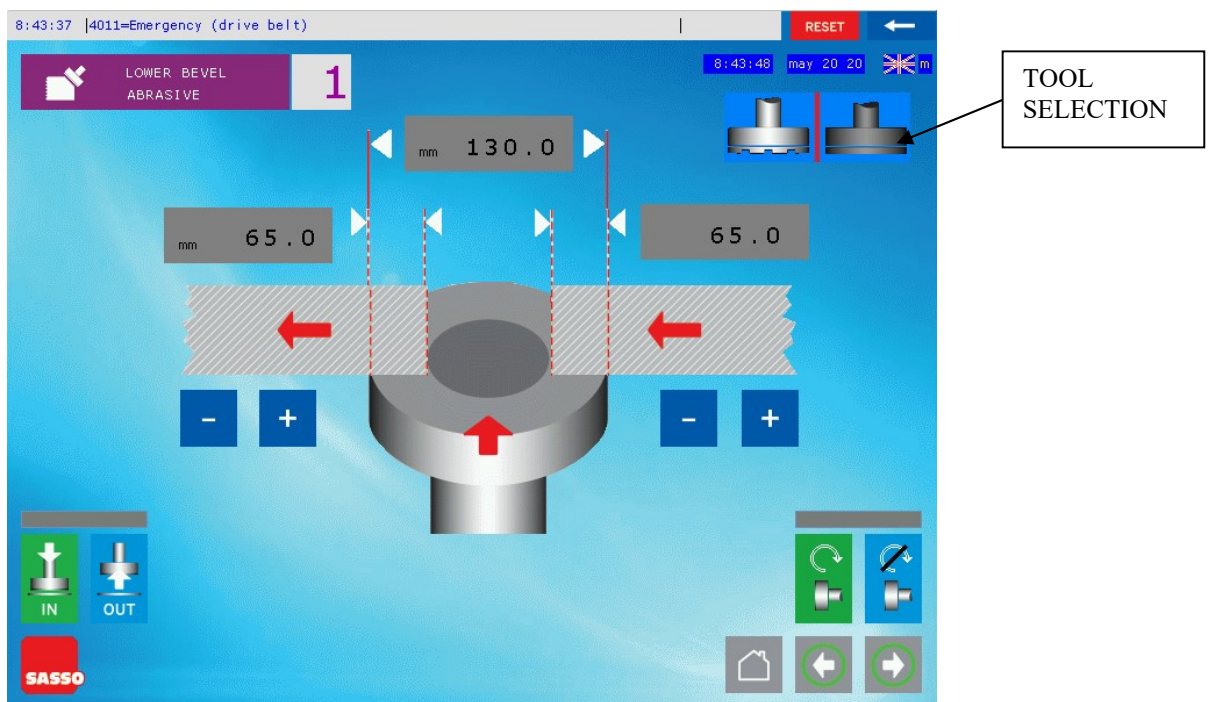 8:43:37 |4011=Emergency (drive belt) | RESET
8:43:48 may 20 20 m
LOWER BEVEL
ABRASIVE
1
TOOL
SELECTION
mm 130.0
mm 65.0
65.0
- +
- +
IN OUT
SASSO